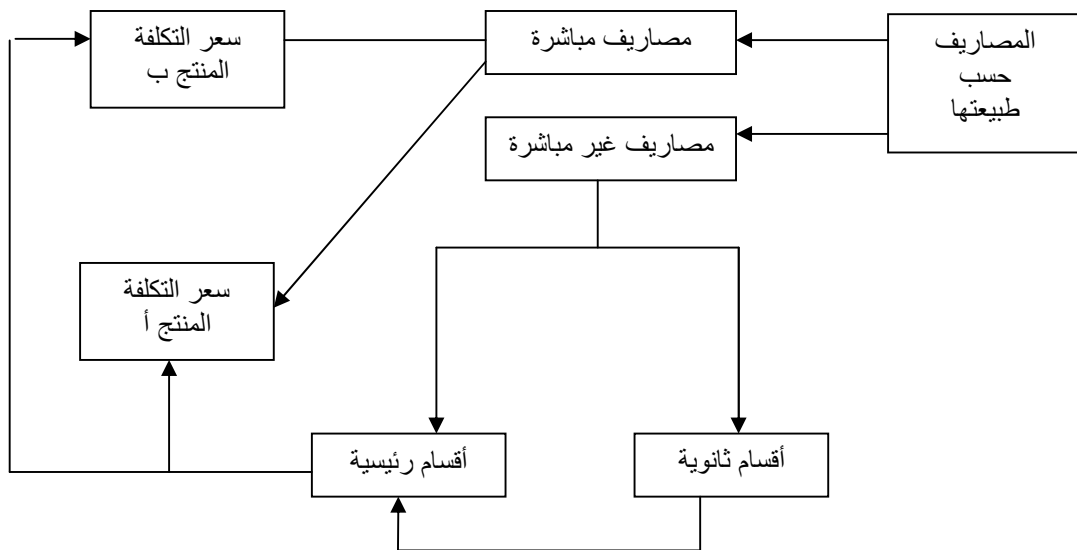 المصاريف
حسب
طبيعتها
مصاريف مباشرة
سعر التكلفة
المنتج ب
مصاريف غير مباشرة
سعر التكلفة
المنتج أ
أقسام ثانوية
أقسام رئيسية